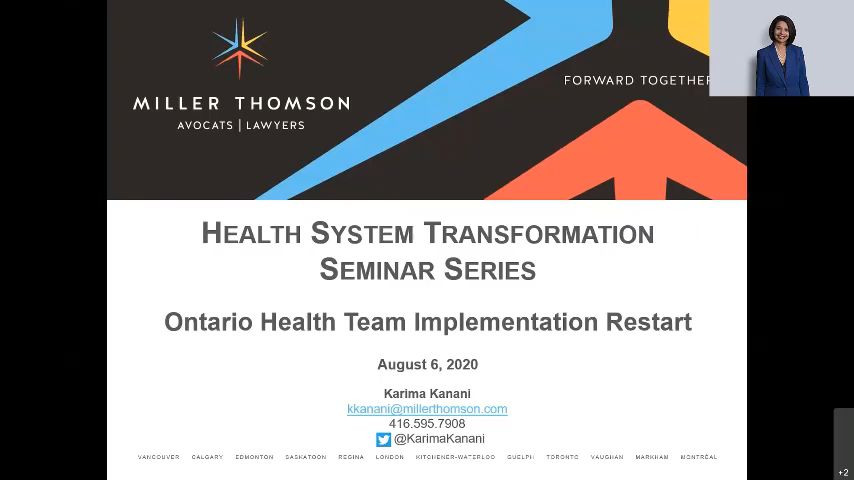 MILLER THOMSON
AVOCATS | LAWYERS
FORWARD TOGETHER
HEALTH SYSTEM TRANSFORMATION
SEMINAR SERIES
Ontario Health Team Implementation Restart
August 6, 2020
Karima Kanani
kkanani@millerthomson.com
416.595.7908
@KarimaKanani
VANCOUVER CALGARY EDMONTON SASKATOON REGINA LONDON KITCHENER-WATERLOO GUELPH TORONTO VAUGHAN MARKHAM MONTRÉAL
+2